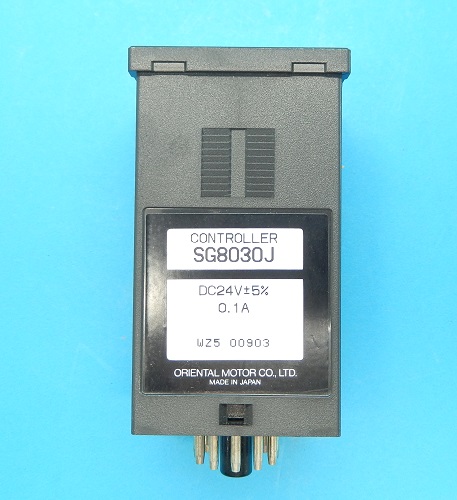 CONTROLLER
SG8030J
DC24V±5%
0.1A
WZ5 00903
ORIENTAL MOTOR CO., LTD.
MADE IN JAPAN